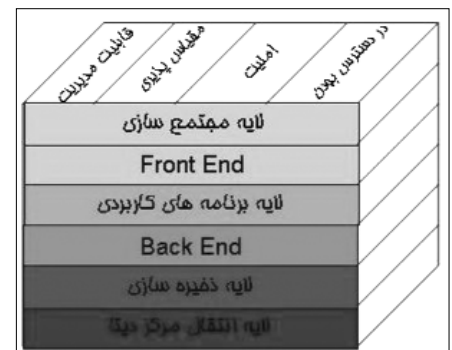 در دسترس بودن
امنیت
مقیاس پذیری
قابلیت مدیریت
لایه مجتمع سازی
Front End
لایه برنامه های کاربردی
Back End
لایه ذخیره سازی
لایه انتقال مرکز دیتا